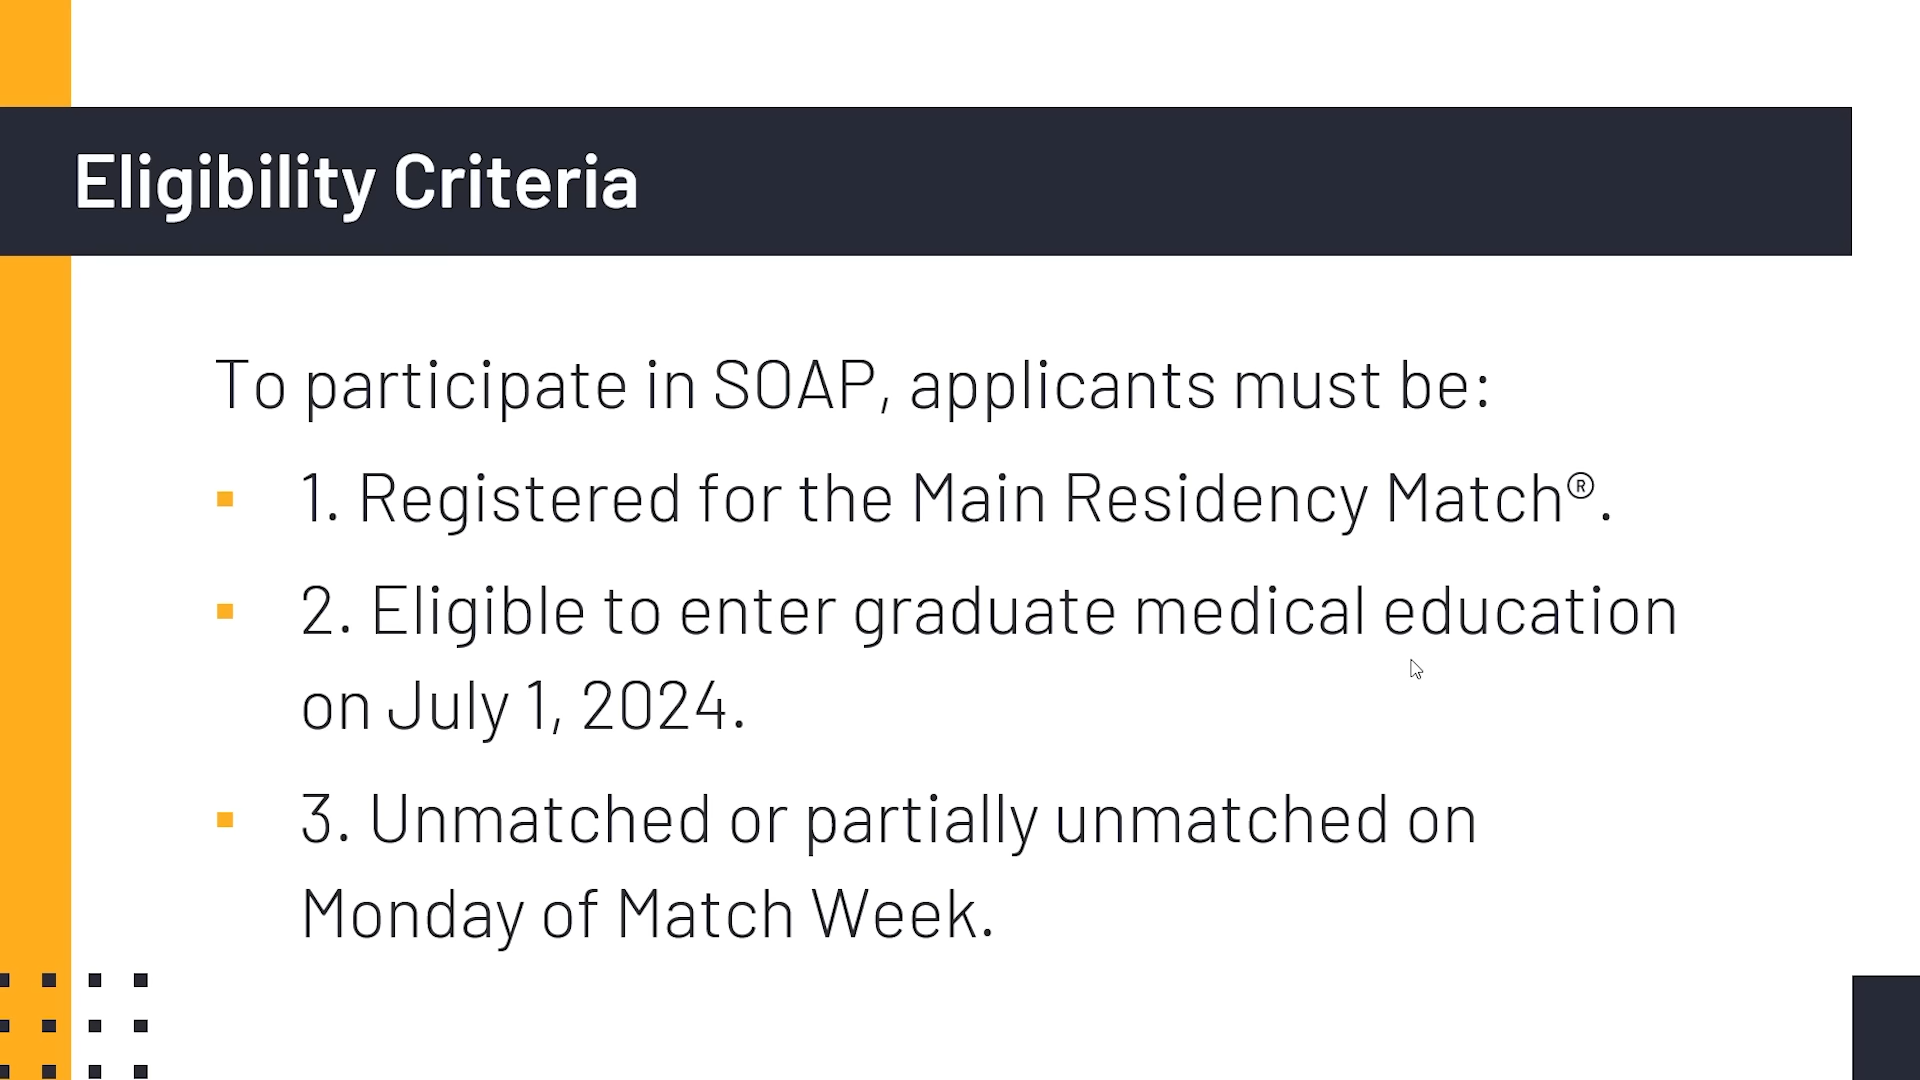 Eligibility Criteria
To participate in SOAP, applicants must be:
▪ 1. Registered for the Main Residency Match®.
▪ 2. Eligible to enter graduate medical education
on July 1, 2024.
▪ 3. Unmatched or partially unmatched on
Monday of Match Week.